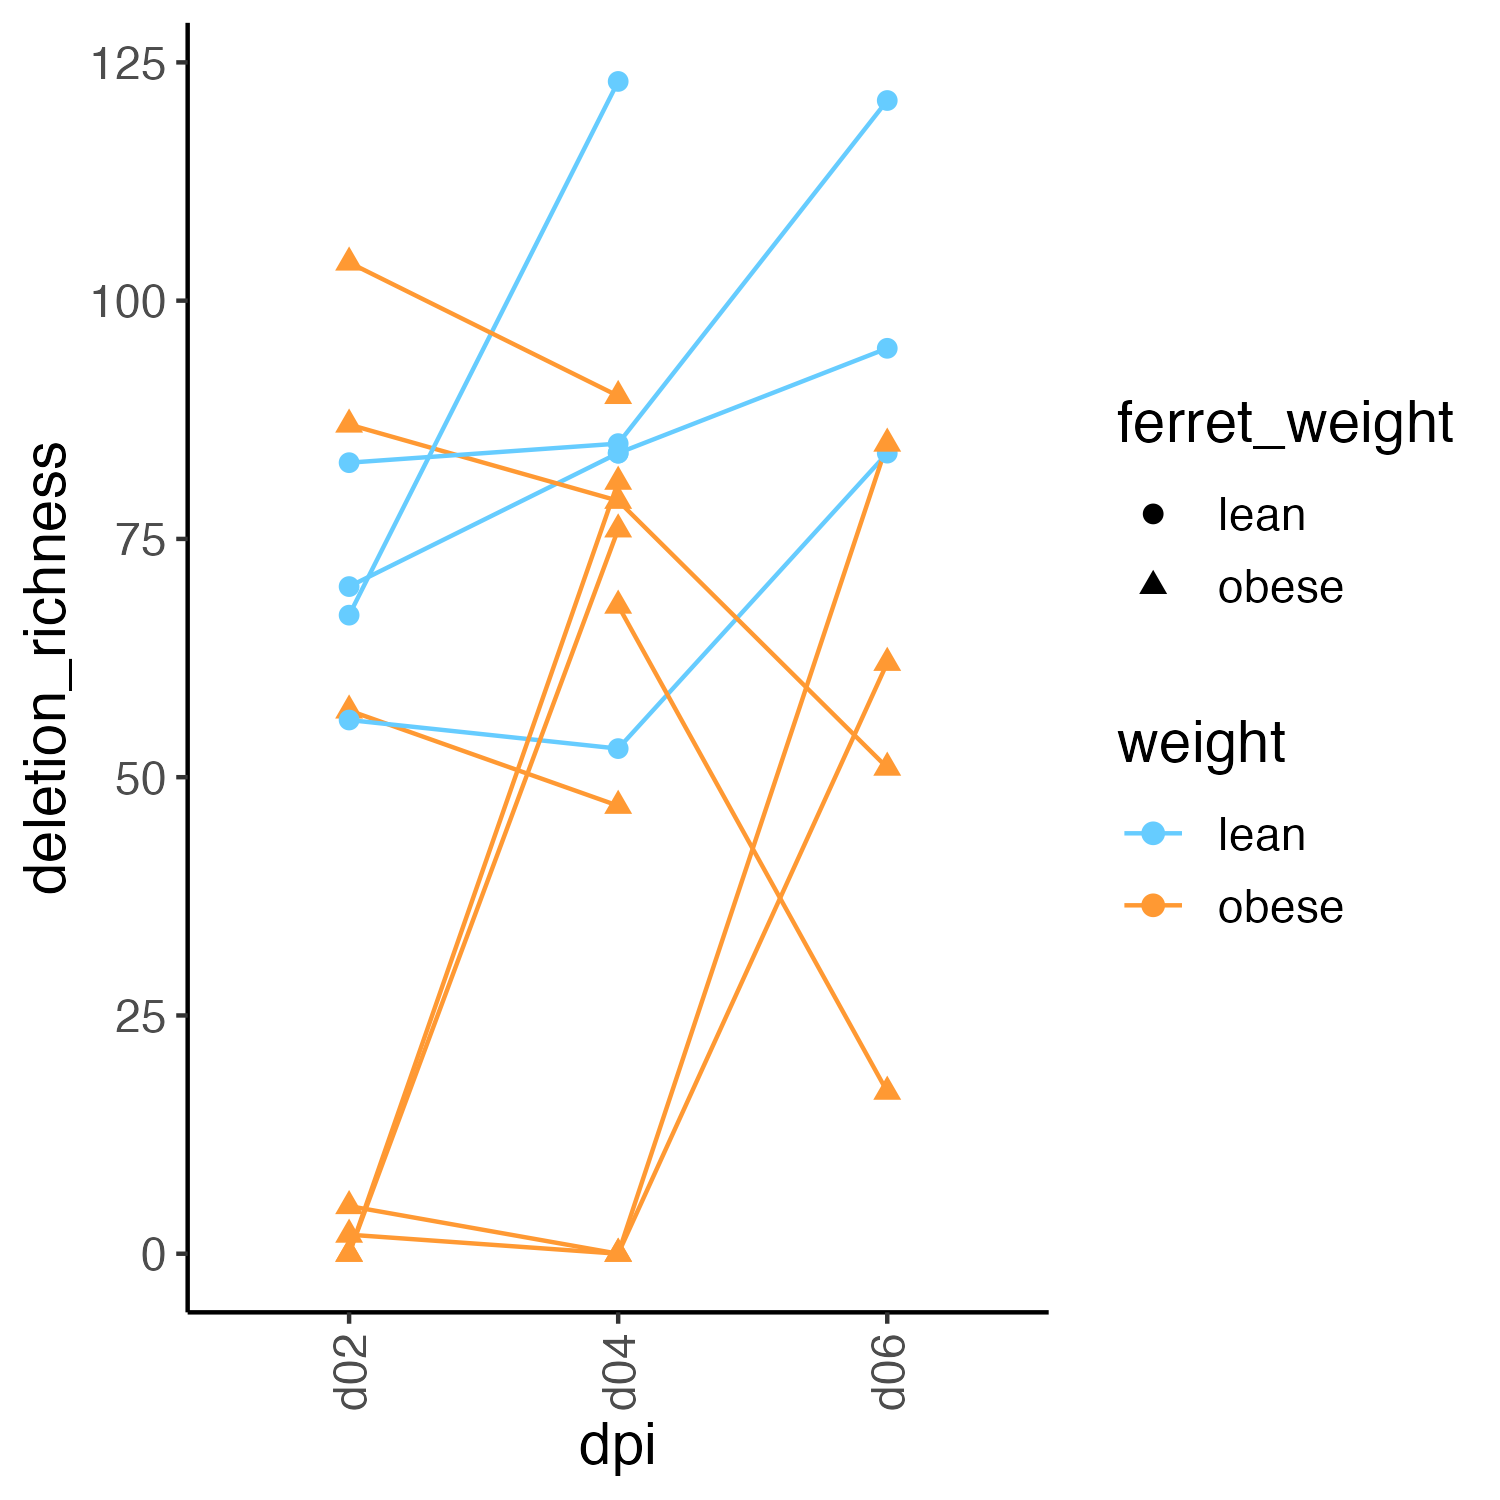 125
100
75
50
25
0
deletion_richness
d02
d04
d06
dpi
ferret_weight
lean
obese
weight
lean
obese